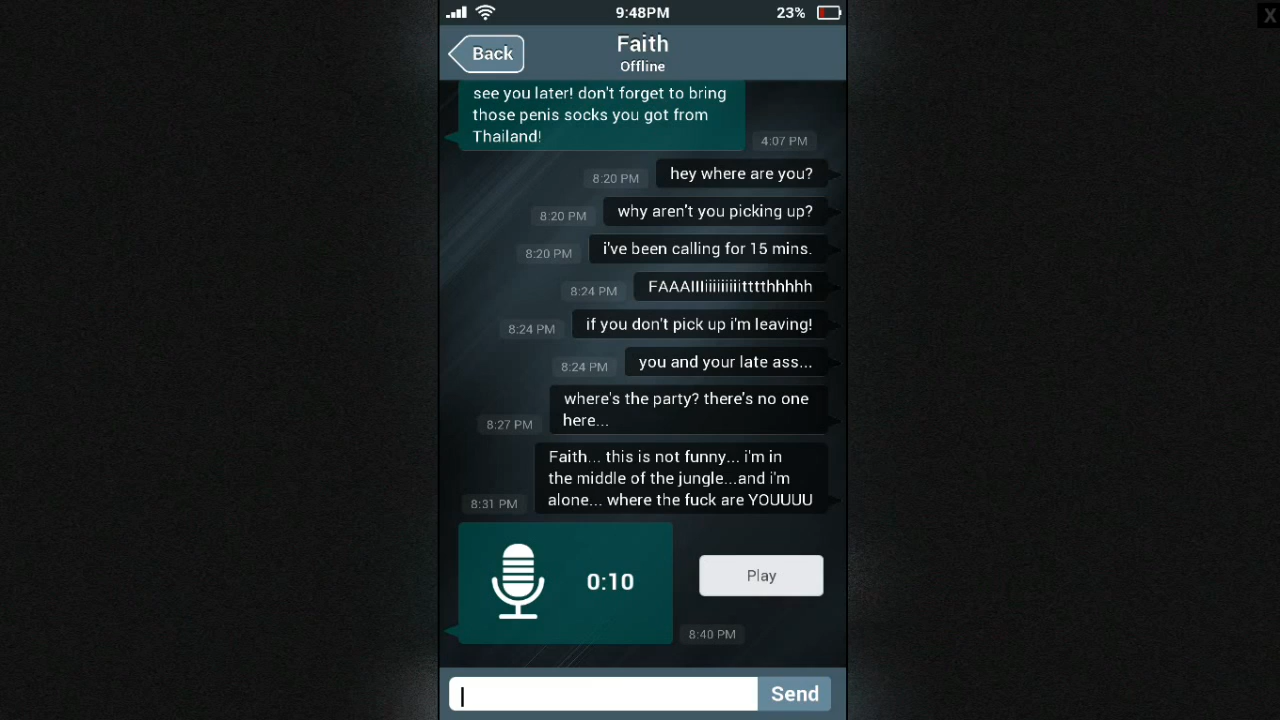 9:48PM
23%
X
Back
Faith
Offline
see you later! don't forget to bring
those penis socks you got from
Thailand!
4:07 PM
8:20 PM
hey where are you?
8:20 PM
why aren't you picking up?
8:20 PM
i've been calling for 15 mins.
8:24 PM
FAAAIIIiiiiiiiiitttthhhhh
8:24 PM
if you don't pick up i'm leaving!
8:24 PM
you and your late ass...
where's the party? there's no one
here...
8:27 PM
Faith... this is not funny... i'm in
the middle of the jungle...and i'm
alone... where the fuck are YOUUUU
8:31 PM
0:10
Play
8:40 PM
Send